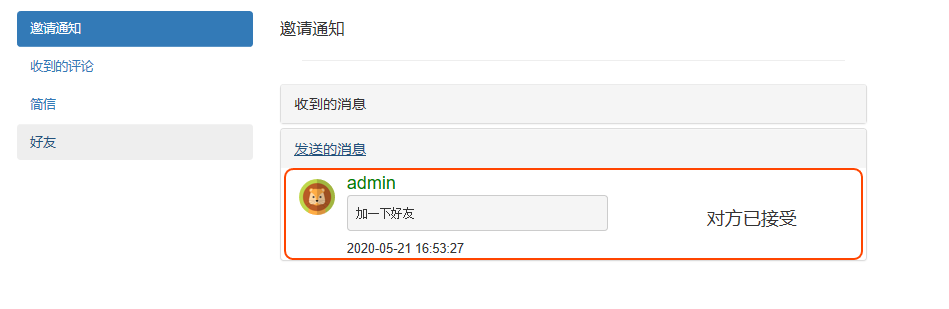 邀请通知
收到的评论
简信
好友
邀请通知
收到的消息
发送的消息
admin
加一下好友
对方已接受
2020-05-21 16:53:27